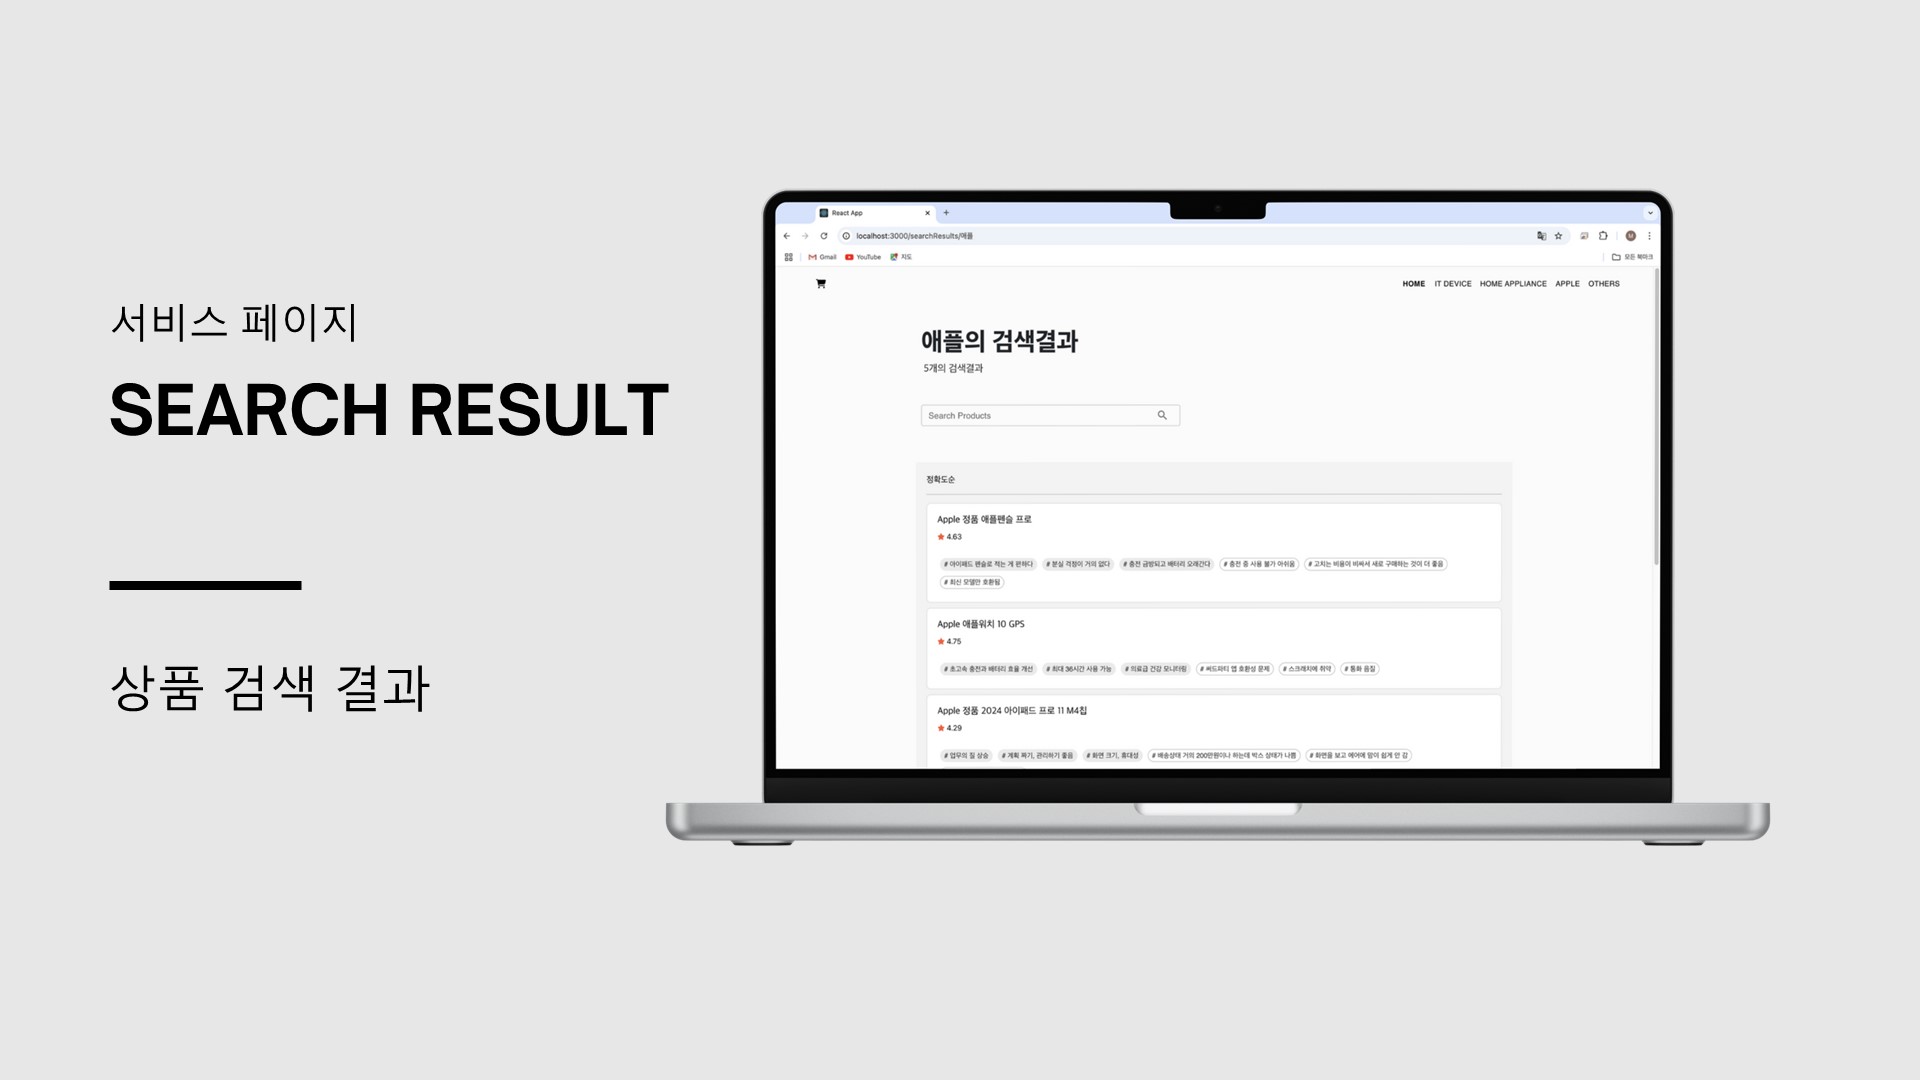 서비스 페이지
SEARCH RESULT
상품 검색 결과
React App
localhost:3000/searchResults/애플
Gmail YouTube 지도 모든 북마크
HOME IT DEVICE HOME APPLIANCE APPLE OTHERS
애플의 검색결과
5개의 검색결과
Search Products
정확도순
Apple 정품 애플펜슬 프로
4.63
# 아이패드 펜슬로 적는 게 편하다 # 분실 걱정이 거의 없다 # 충전 금방되고 배터리 오래간다 # 충전 중 사용 불가 아쉬움 # 고치는 비용이 비싸서 새로 구매하는 것이 더 좋음
# 최신 모델만 호환됨
Apple 애플워치 10 GPS
4.75
# 초고속 충전과 배터리 효율 개선 # 최대 36시간 사용 가능 # 의료급 건강 모니터링 # 써드파티 앱 호환성 문제 # 스크래치에 취약 # 통화 음질
Apple 정품 2024 아이패드 프로 11 M4칩
4.29
# 업무의 질 상승 # 계획 짜기, 관리하기 좋음 # 화면 크기, 휴대성 # 배송상태 거의 200만원이나 하는데 박스 상태가 나쁨 # 화면을 보고 에어에 맘이 쉽게 안 감